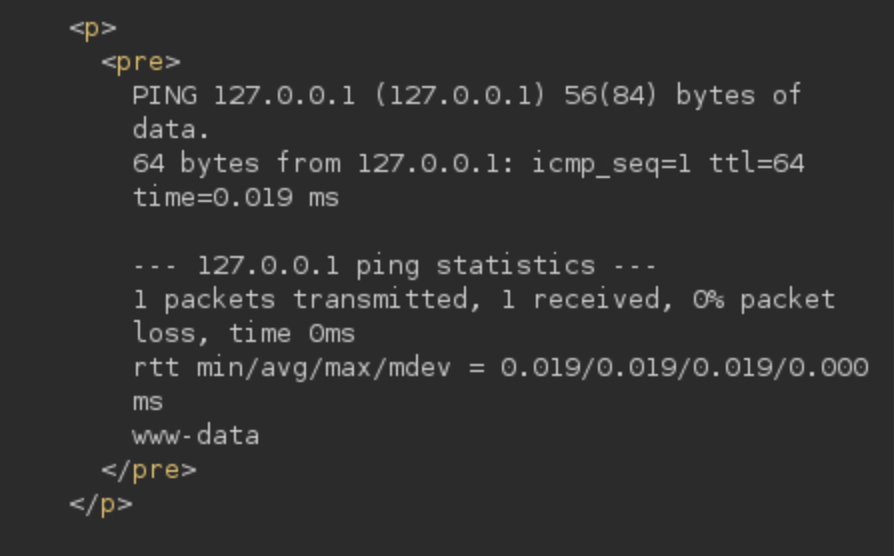 <p>
<pre>
PING 127.0.0.1 (127.0.0.1) 56(84) bytes of
data.
64 bytes from 127.0.0.1: icmp_seq=1 ttl=64
time=0.019 ms
--- 127.0.0.1 ping statistics ---
1 packets transmitted, 1 received, 0% packet
loss, time 0ms
rtt min/avg/max/mdev = 0.019/0.019/0.019/0.000
ms
www-data
</pre>
</p>